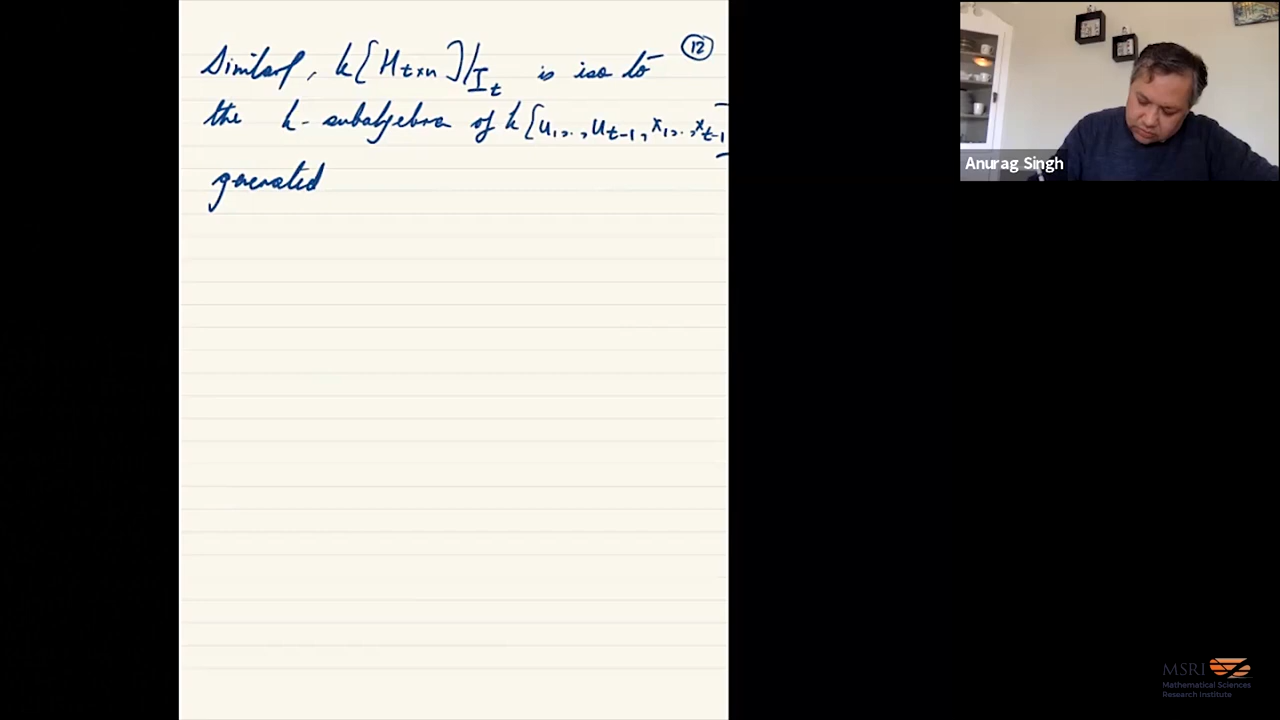 Similarly, k[M_{t×n}]/I_t is iso to
(12)
the k-subalgebra of k[u_1,..,u_{t-1}, x_1,..,x_{t-1}]
generated
Anurag Singh
MSRI
Mathematical Sciences
Research Institute